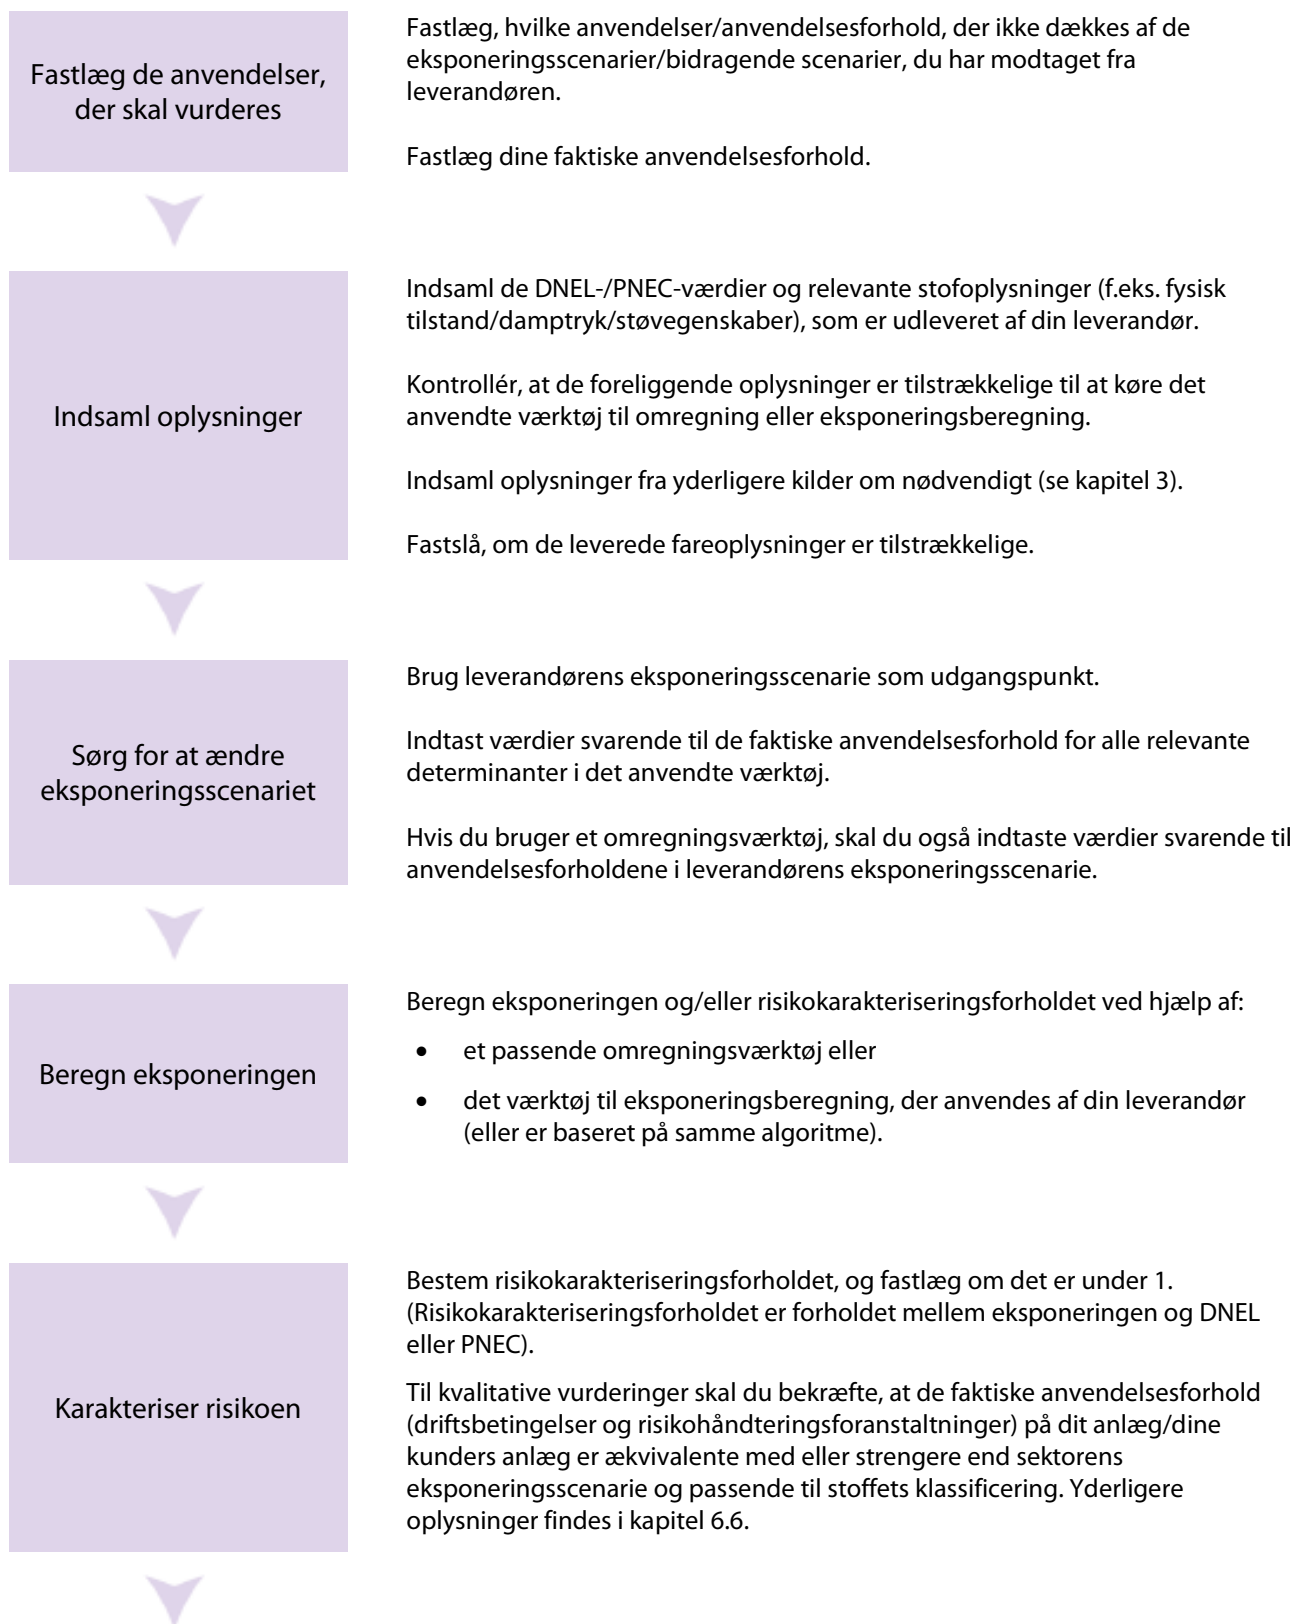 Fastlæg de anvendelser,
der skal vurderes
Fastlæg, hvilke anvendelser/anvendelsesforhold, der ikke dækkes af de
eksponeringsscenarier/bidragende scenarier, du har modtaget fra
leverandøren.
Fastlæg dine faktiske anvendelsesforhold.
Indsaml oplysninger
Indsaml de DNEL-/PNEC-værdier og relevante stofoplysninger (f.eks. fysisk
tilstand/damptryk/støvegenskaber), som er udleveret af din leverandør.
Kontrollér, at de foreliggende oplysninger er tilstrækkelige til at køre det
anvendte værktøj til omregning eller eksponeringsberegning.
Indsaml oplysninger fra yderligere kilder om nødvendigt (se kapitel 3).
Fastslå, om de leverede fareoplysninger er tilstrækkelige.
Sørg for at ændre
eksponeringsscenariet
Brug leverandørens eksponeringsscenarie som udgangspunkt.
Indtast værdier svarende til de faktiske anvendelsesforhold for alle relevante
determinanter i det anvendte værktøj.
Hvis du bruger et omregningsværktøj, skal du også indtaste værdier svarende til
anvendelsesforholdene i leverandørens eksponeringsscenarie.
Beregn eksponeringen
Beregn eksponeringen og/eller risikokarakteriseringsforholdet ved hjælp af:
• et passende omregningsværktøj eller
• det værktøj til eksponeringsberegning, der anvendes af din leverandør
(eller er baseret på samme algoritme).
Karakteriser risikoen
Bestem risikokarakteriseringsforholdet, og fastlæg om det er under 1.
(Risikokarakteriseringsforholdet er forholdet mellem eksponeringen og DNEL
eller PNEC).
Til kvalitative vurderinger skal du bekræfte, at de faktiske anvendelsesforhold
(driftsbetingelser og risikohåndteringsforanstaltninger) på dit anlæg/dine
kunders anlæg er ækvivalente med eller strengere end sektorens
eksponeringsscenarie og passende til stoffets klassificering. Yderligere
oplysninger findes i kapitel 6.6.